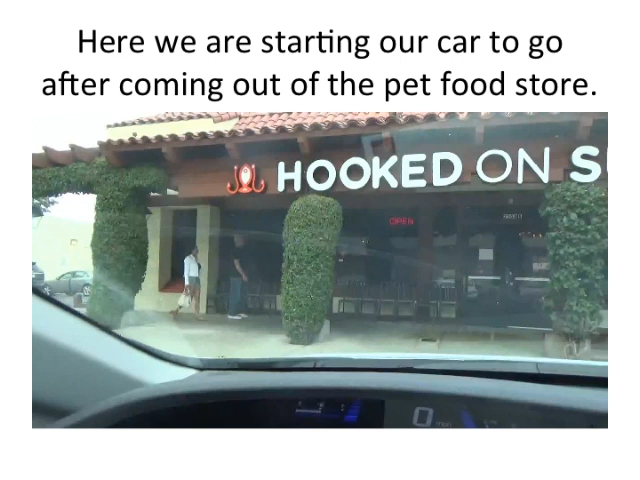 Here we are starting our car to go
after coming out of the pet food store.
HOOKED ON S
OPEN
0